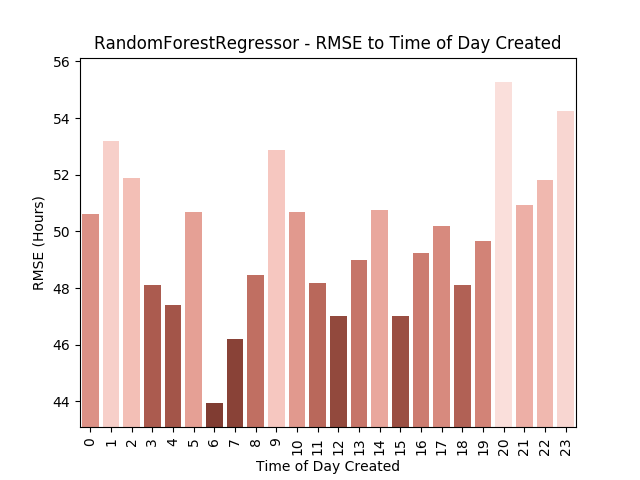 RandomForestRegressor - RMSE to Time of Day Created
56
54
52
50
48
46
44
RMSE (Hours)
0 1 2 3 4 5 6 7 8 9 10 11 12 13 14 15 16 17 18 19 20 21 22 23
Time of Day Created